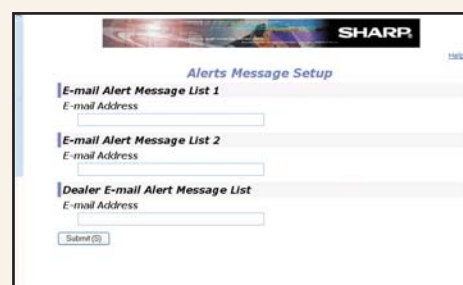 SHARP
Help
Alerts Message Setup
E-mail Alert Message List 1
E-mail Address
E-mail Alert Message List 2
E-mail Address
Dealer E-mail Alert Message List
E-mail Address
Submit(S)